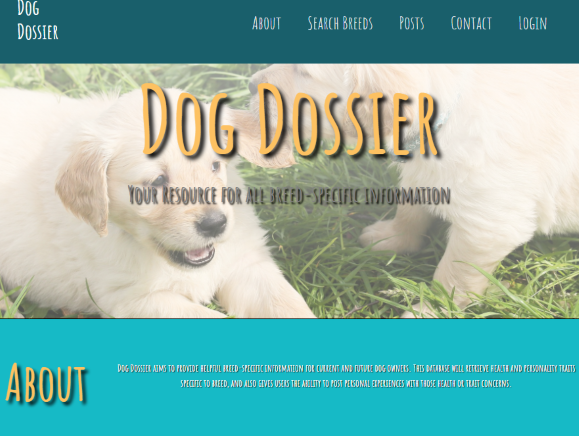 Dog
Dossier
About Search Breeds Posts Contact Login
Dog Dossier
Your Resource for all breed-specific information
About
Dog Dossier aims to provide helpful breed-specific information for current and future dog owners. This database will retrieve health and personality traits
specific to breed, and also gives users the ability to post personal experiences with those health or trait concerns.